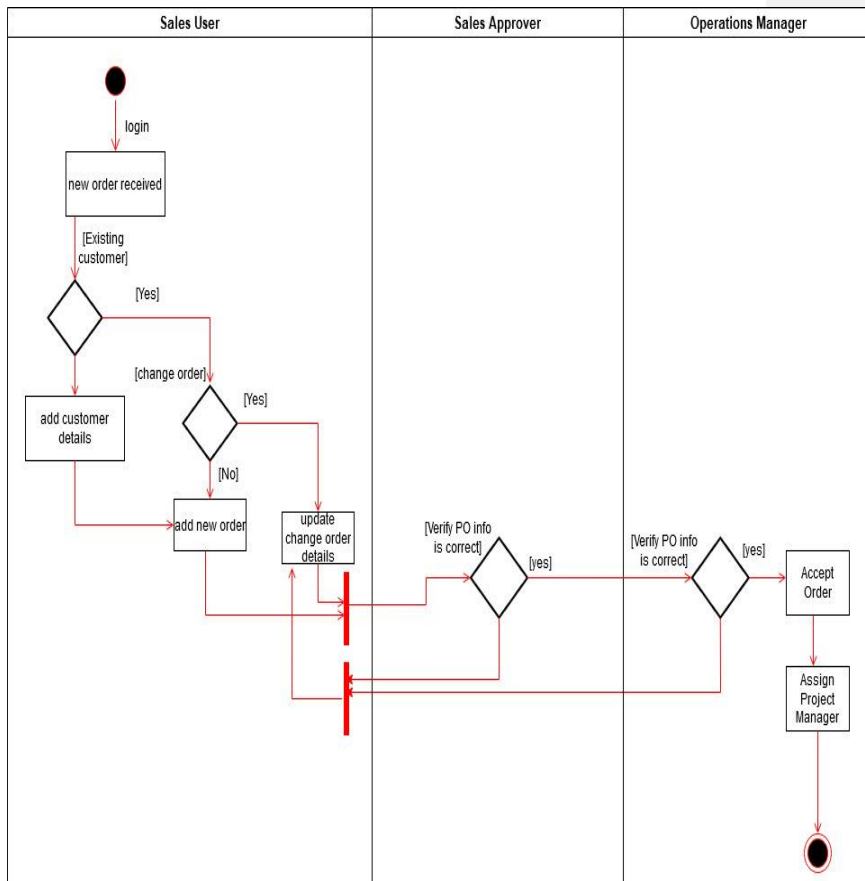 Sales User
Sales Approver
Operations Manager
login
new order received
[Existing
customer]
[Yes]
[change order]
[Yes]
add customer
details
[No]
add new order
update
change order
details
[Verify PO info
is correct]
[yes]
[Verify PO info
is correct]
[yes]
Accept
Order
Assign
Project
Manager